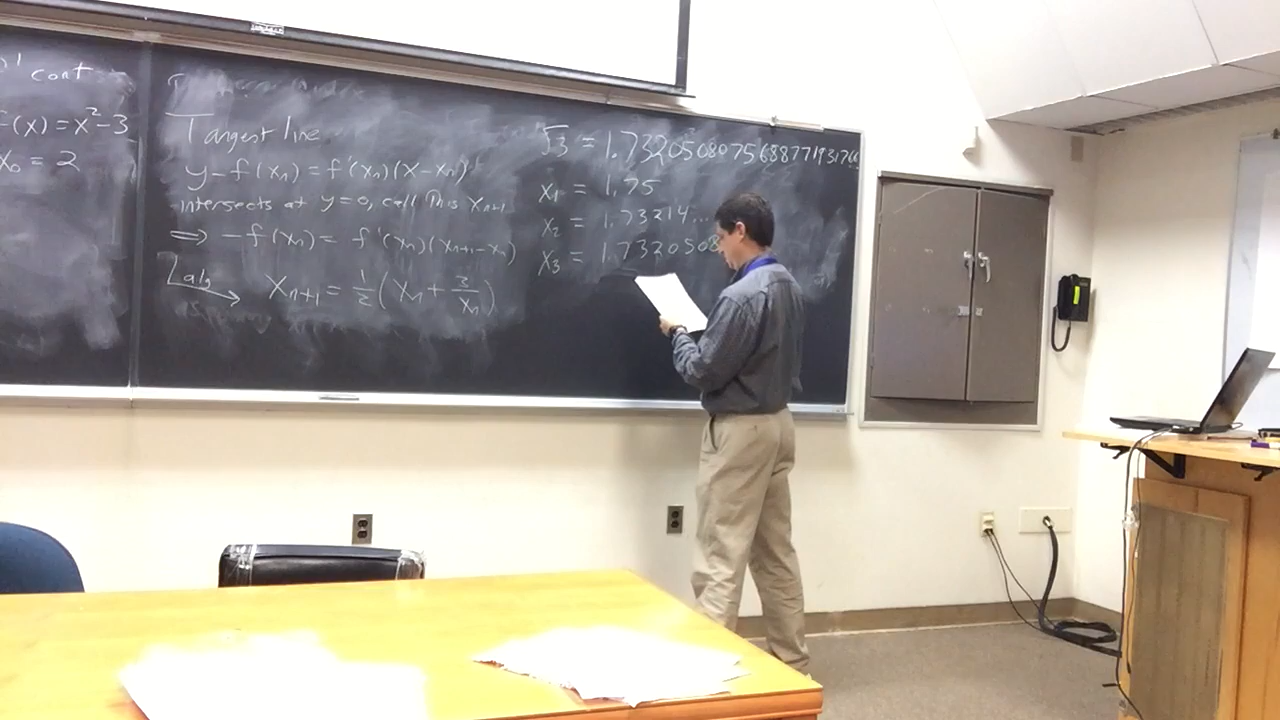 cont
f(x) = x² - 3
x₀ = 2
Tangent line
y - f(xₙ) = f'(xₙ)(x - xₙ)
intersects at y=0, call this xₙ₊₁
⇒ -f(xₙ) = f'(xₙ)(xₙ₊₁ - xₙ)
alg → xₙ₊₁ = ½(xₙ + 3/xₙ)
√3 = 1.7320508075688771931766
x₁ = 1.75
x₂ = 1.73214...
x₃ = 1.7320508